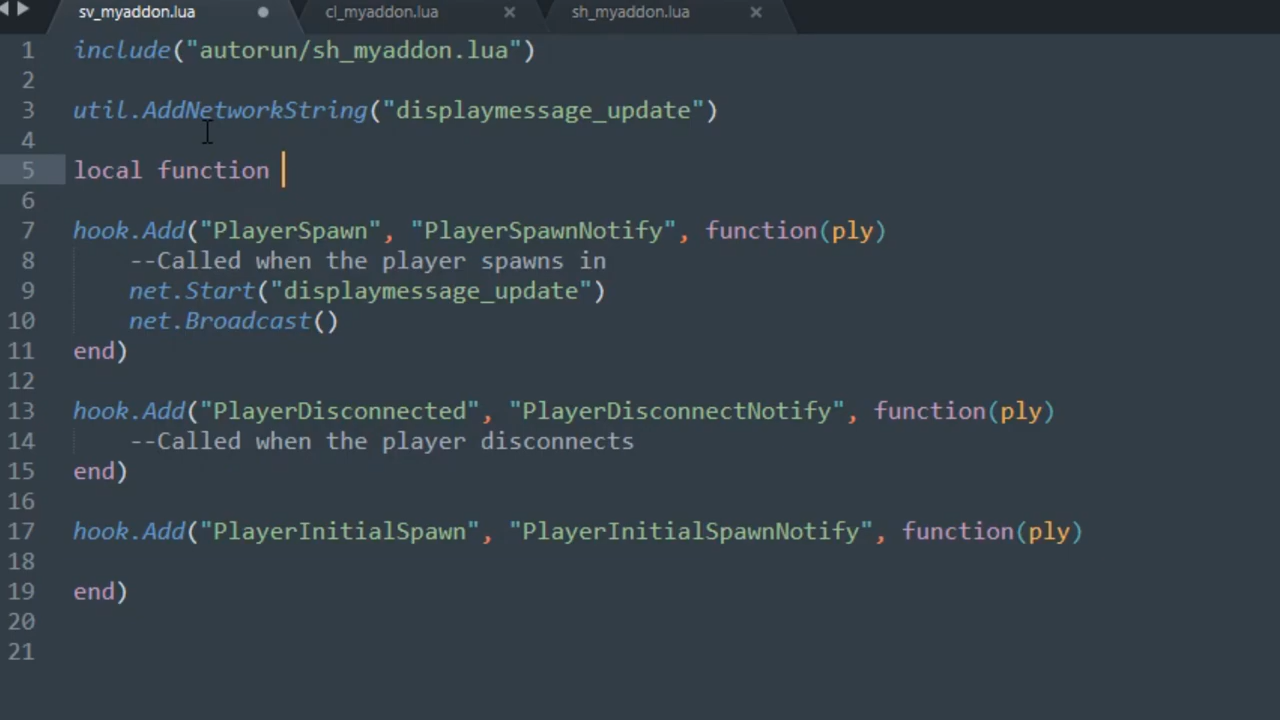 sv_myaddon.lua cl_myaddon.lua sh_myaddon.lua
1 include("autorun/sh_myaddon.lua")
2
3 util.AddNetworkString("displaymessage_update")
4
5 local function
6
7 hook.Add("PlayerSpawn", "PlayerSpawnNotify", function(ply)
8 --Called when the player spawns in
9 net.Start("displaymessage_update")
10 net.Broadcast()
11 end)
12
13 hook.Add("PlayerDisconnected", "PlayerDisconnectNotify", function(ply)
14 --Called when the player disconnects
15 end)
16
17 hook.Add("PlayerInitialSpawn", "PlayerInitialSpawnNotify", function(ply)
18
19 end)
20
21